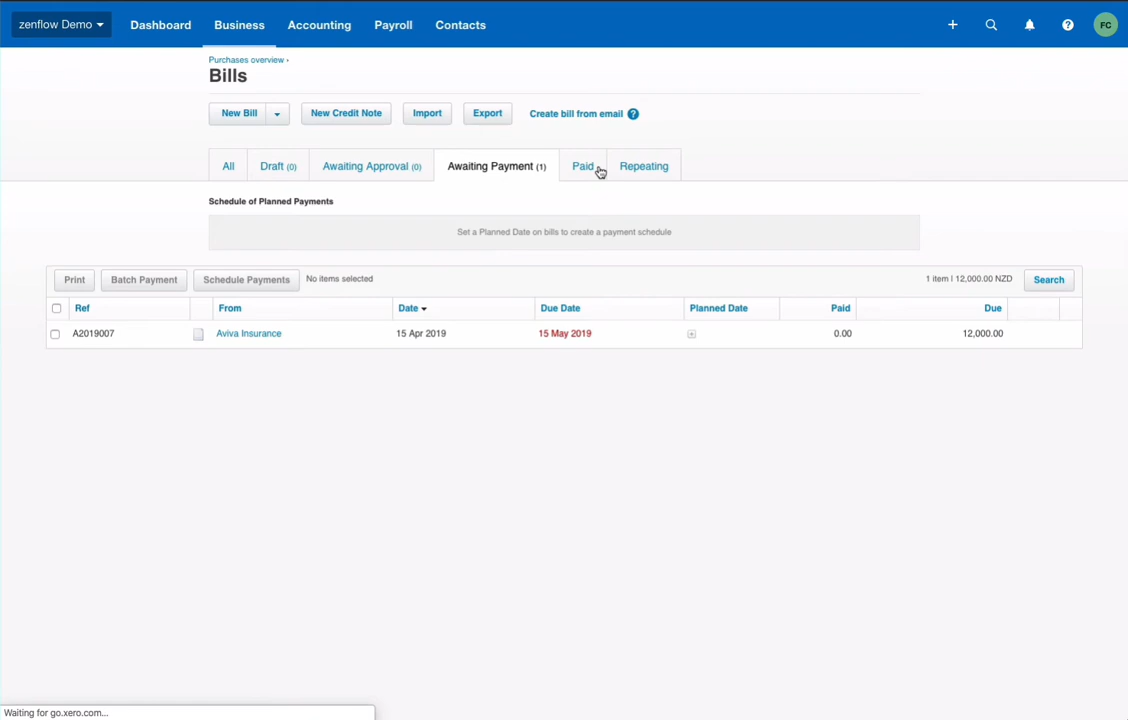 zenflow Demo Dashboard Business Accounting Payroll Contacts FC
Purchases overview ›
Bills
New Bill New Credit Note Import Export Create bill from email ?
All Draft (0) Awaiting Approval (0) Awaiting Payment (1) Paid Repeating
Schedule of Planned Payments
Set a Planned Date on bills to create a payment schedule
Print Batch Payment Schedule Payments No items selected 1 item | 12,000.00 NZD Search
Ref From Date Due Date Planned Date Paid Due
A2019007 Aviva Insurance 15 Apr 2019 15 May 2019 0.00 12,000.00
Waiting for go.xero.com...